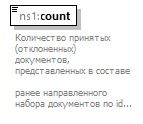 ns1:count
Количество принятых
(отклоненных)
документов,
представленных в составе
ранее направленного
набора документов по id...